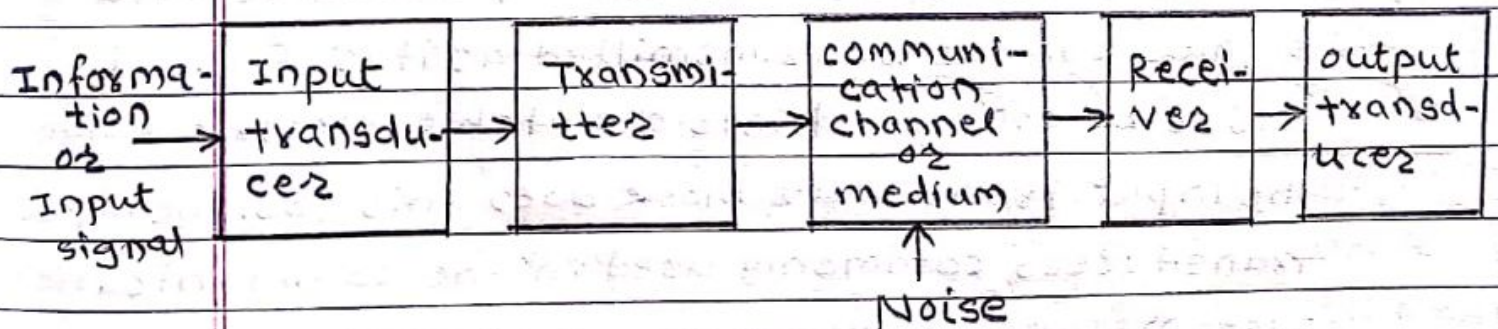 Informa-
tion
or
Input
signal
Input
transdu-
cer
Transmi-
tter
communi-
cation
channel
or
medium
Recei-
ver
output
transd-
ucer
Noise